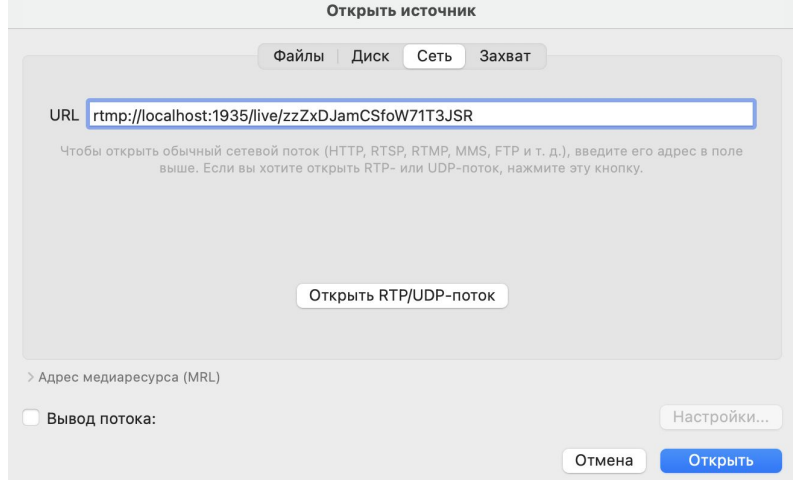 Открыть источник
Файлы Диск Сеть Захват
URL rtmp://localhost:1935/live/zzZxDJamCSfoW71T3JSR
Чтобы открыть обычный сетевой поток (HTTP, RTSP, RTMP, MMS, FTP и т. д.), введите его адрес в поле
выше. Если вы хотите открыть RTP- или UDP-поток, нажмите эту кнопку.
Открыть RTP/UDP-поток
Адрес медиаресурса (MRL)
Вывод потока:
Настройки...
Отмена Открыть